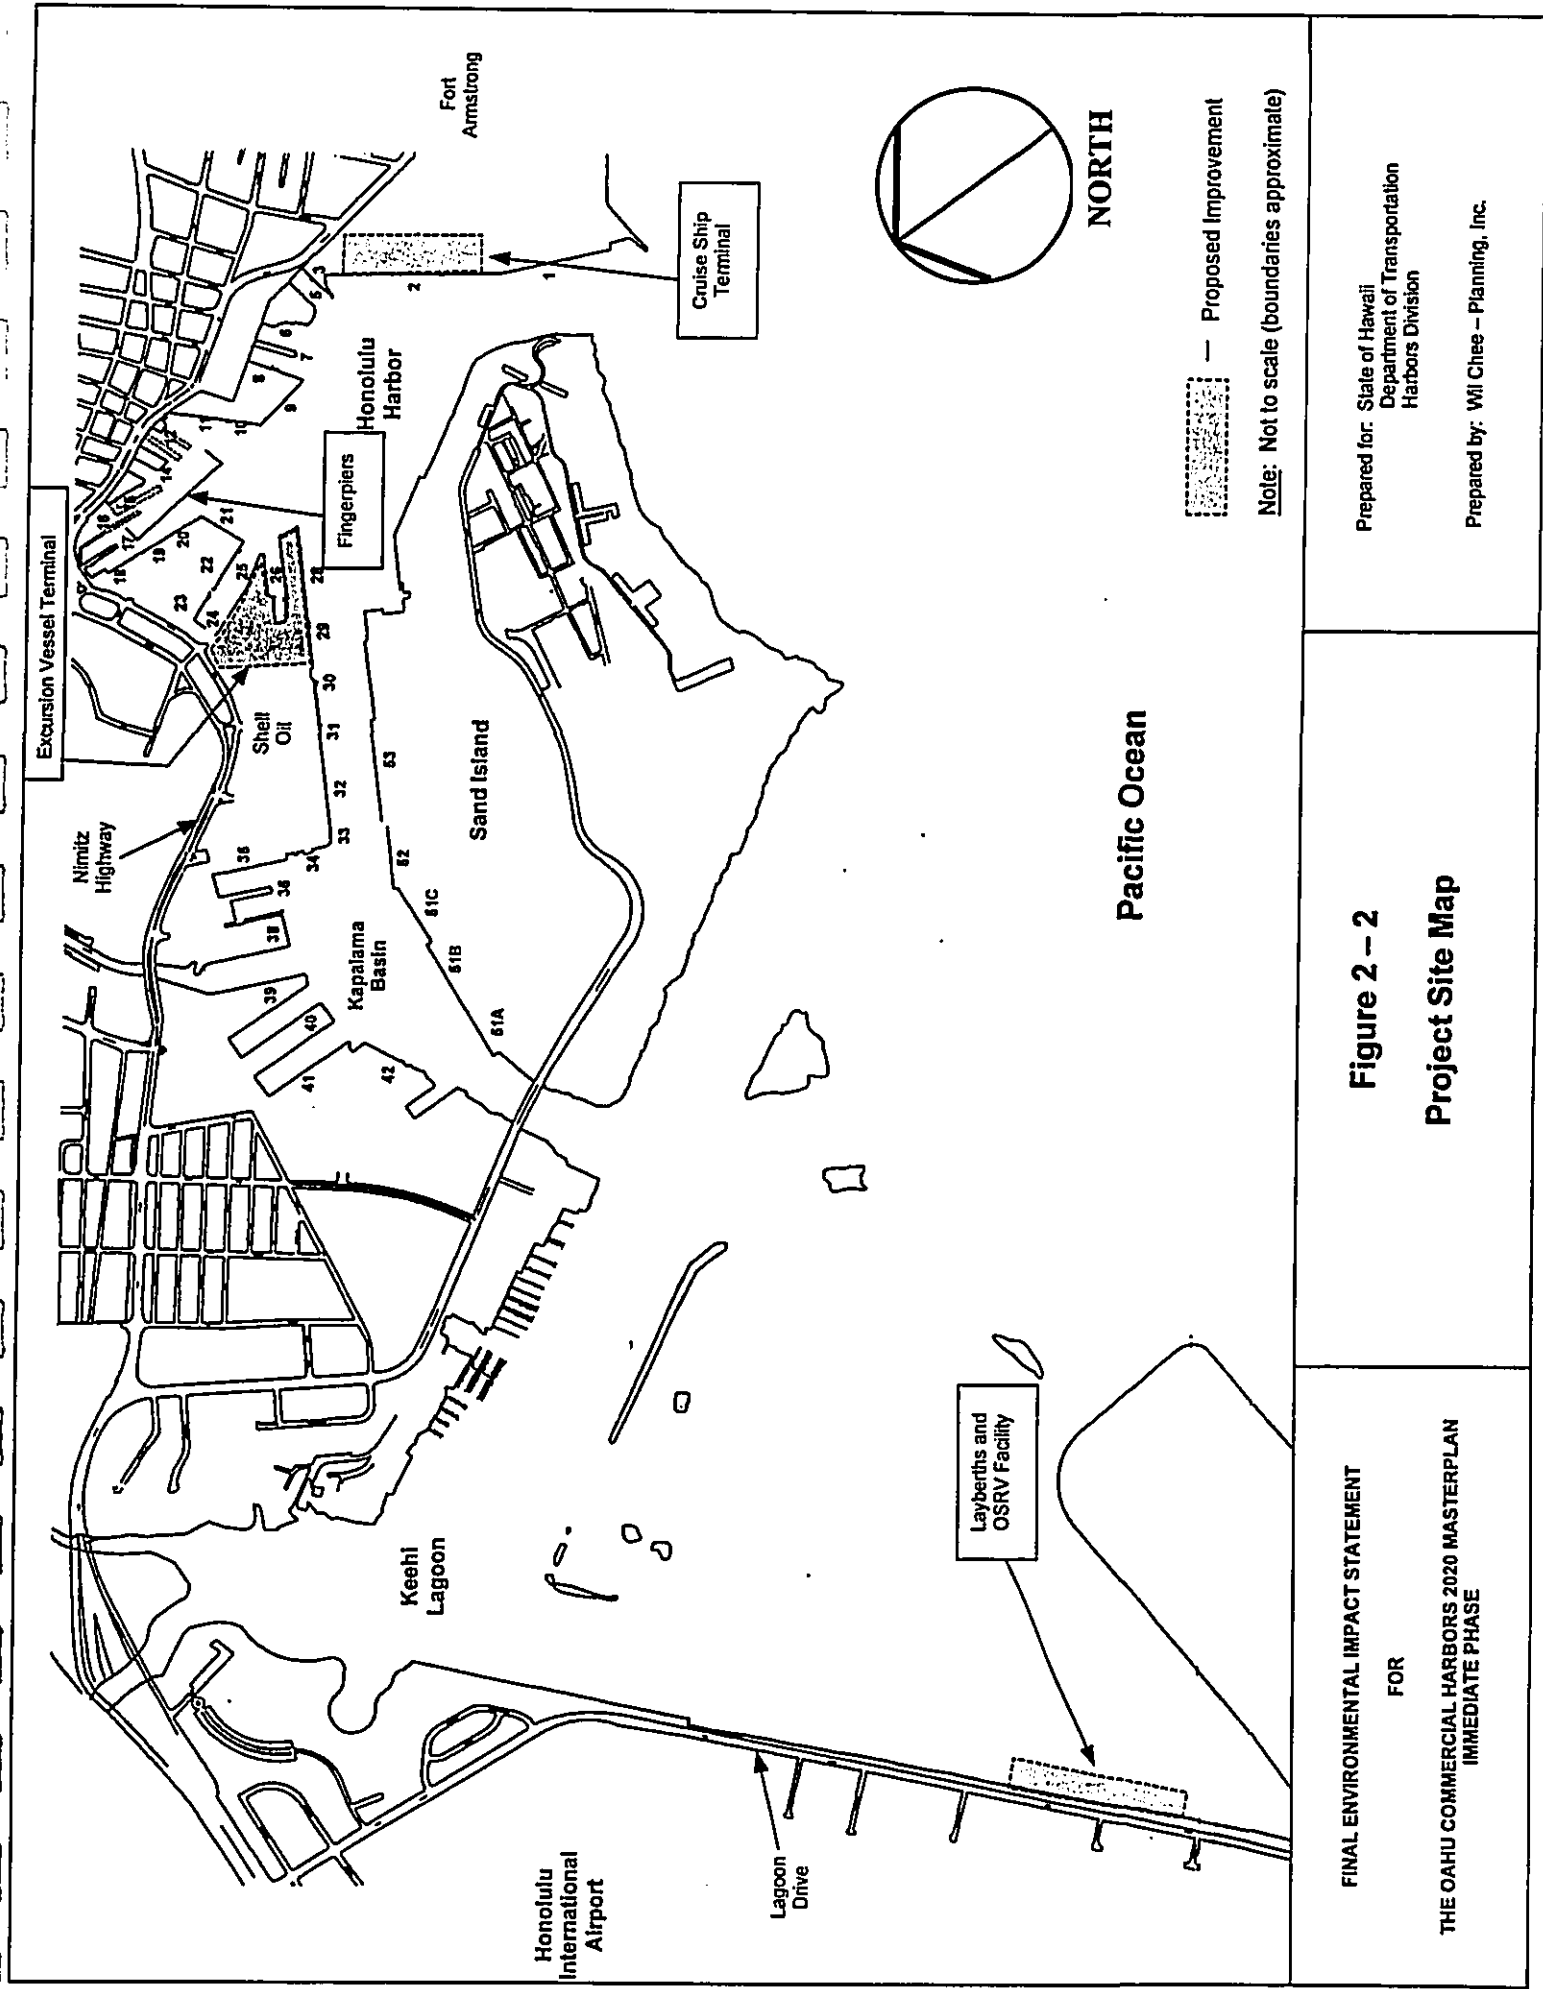 Excursion Vessel Terminal
Nimitz
Highway
Fort
Armstrong
Shell
Oil
Fingerpiers
Honolulu
Harbor
Cruise Ship
Terminal
Kapalama
Basin
Sand Island
Keehi
Lagoon
Honolulu
International
Airport
Lagoon
Drive
Layberths and
OSRV Facility
Pacific Ocean
1
2
3
5
6
7
8
9
10
11
14
16
17
18
19
20
21
22
23
24
25
26
28
29
30
31
32
33
34
35
36
38
39
40
41
42
51A
51B
51C
52
53
NORTH
— Proposed Improvement
Note: Not to scale (boundaries approximate)
FINAL ENVIRONMENTAL IMPACT STATEMENT
FOR
THE OAHU COMMERCIAL HARBORS 2020 MASTERPLAN
IMMEDIATE PHASE
Figure 2 – 2
Project Site Map
Prepared for: State of Hawaii
Department of Transportation
Harbors Division
Prepared by: Wil Chee – Planning, Inc.